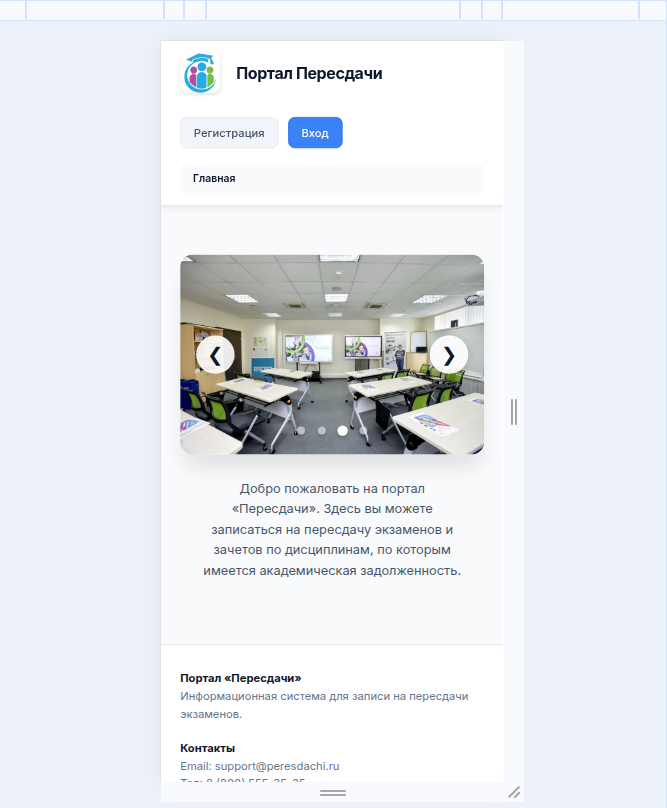 Портал Пересдачи
Регистрация
Вход
Главная
❮
❯
Добро пожаловать на портал
«Пересдачи». Здесь вы можете
записаться на пересдачу экзаменов и
зачетов по дисциплинам, по которым
имеется академическая задолженность.
Портал «Пересдачи»
Информационная система для записи на пересдачу
экзаменов.
Контакты
Email: support@peresdachi.ru